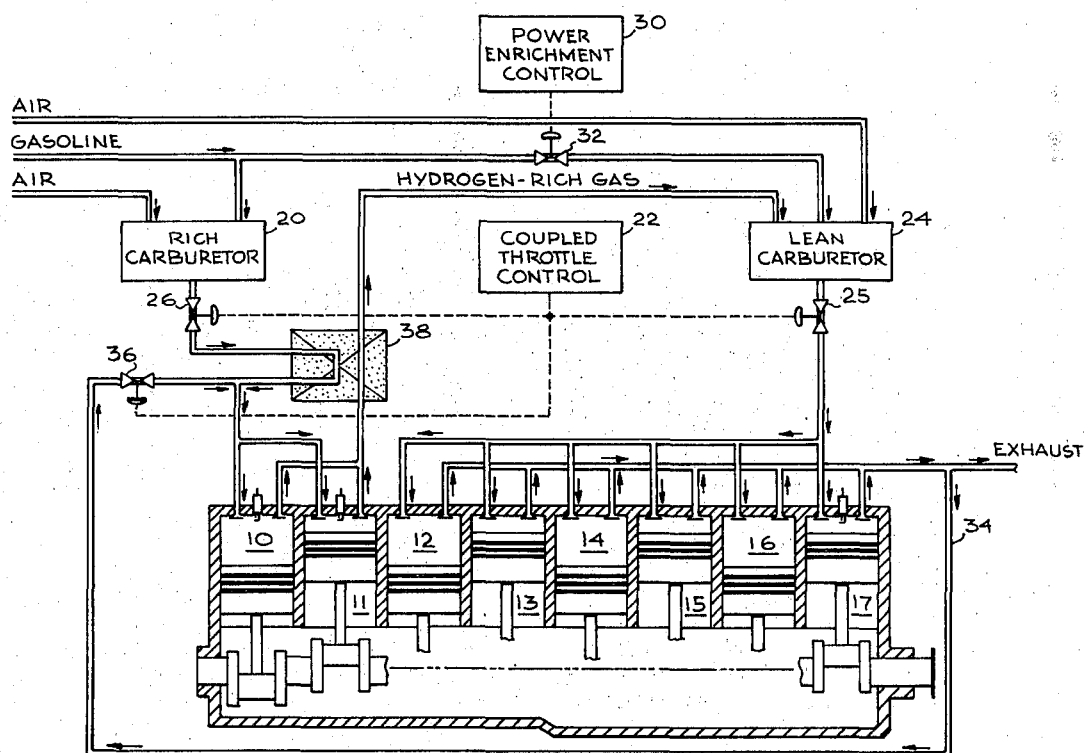 30
POWER
ENRICHMENT
CONTROL
AIR
GASOLINE
32
AIR
HYDROGEN-RICH GAS
20
RICH
CARBURETOR
22
COUPLED
THROTTLE
CONTROL
24
LEAN
CARBURETOR
26
25
38
36
EXHAUST
34
10
12
14
16
11
13
15
17